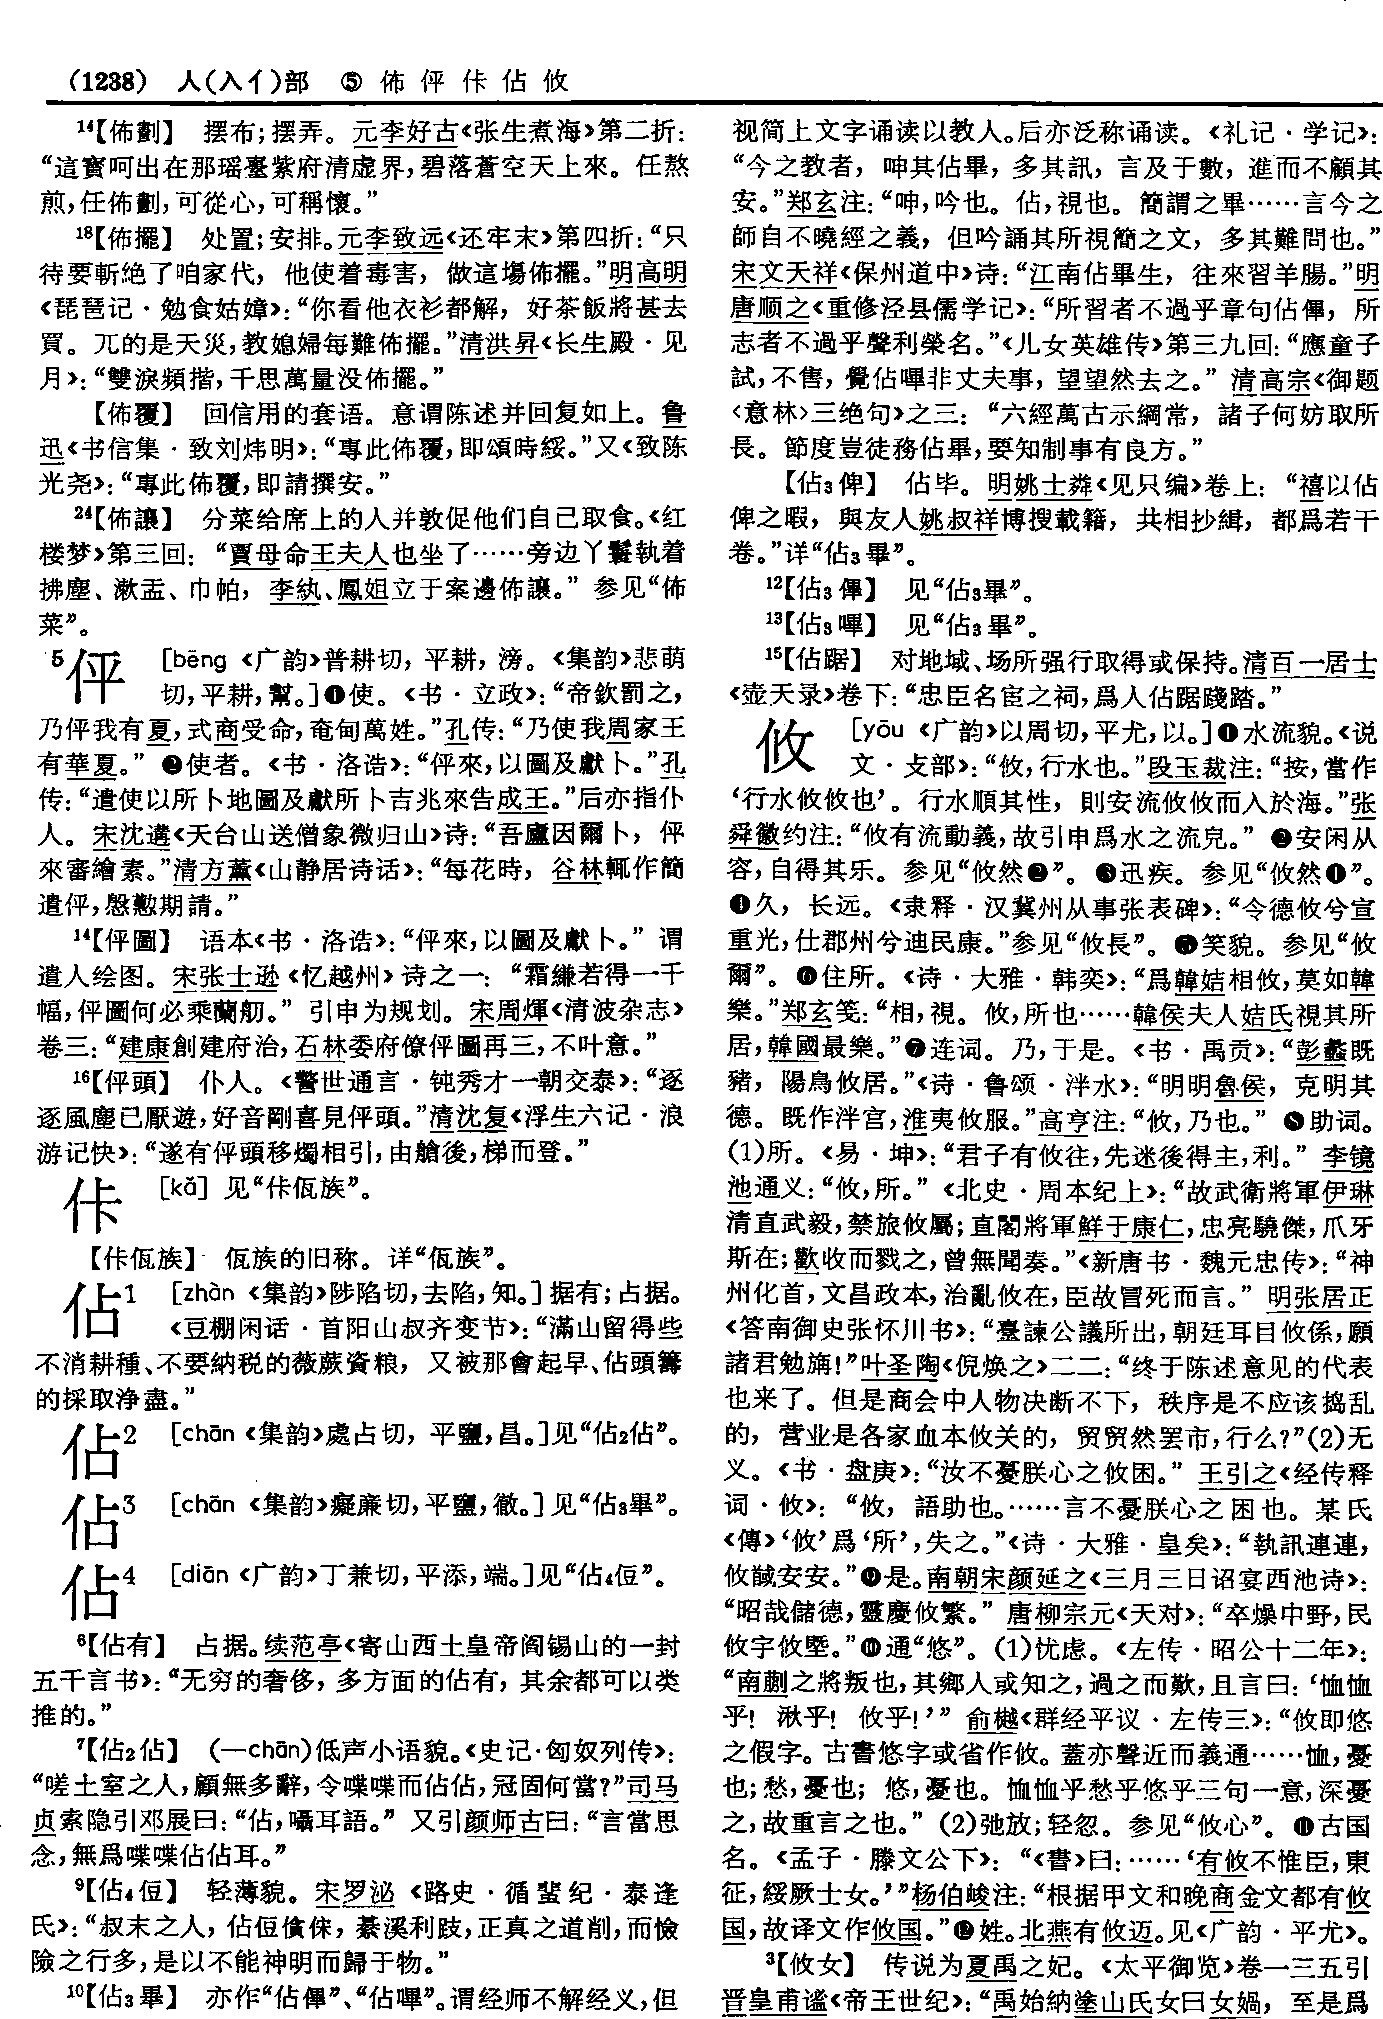 (1238) 人(入亻)部 ⑤ 佈伻佧佔攸
¹⁴【佈劃】 摆布;摆弄。元李好古《张生煮海》第二折:
“這寳呵出在那瑶臺紫府清虚界,碧落蒼空天上來。任熬
煎,任佈劃,可從心,可稱懷。”
¹⁸【佈擺】 处置;安排。元李致远《还牢末》第四折:“只
待要斬絶了咱家代,他使着毒害,做這塲佈擺。”明高明
《琵琶记·勉食姑嫜》:“你看他衣衫都解,好茶飯將甚去
買。兀的是天災,教媳婦每難佈擺。”清洪昇《长生殿·见
月》:“雙淚頻揩,千思萬量没佈擺。”
【佈覆】 回信用的套语。意谓陈述并回复如上。鲁
迅《书信集·致刘炜明》:“專此佈覆,即頌時綏。”又《致陈
光尧》:“專此佈覆,即請撰安。”
²⁴【佈讓】 分菜给席上的人并敦促他们自己取食。《红
楼梦》第三回:“賈母命王夫人也坐了……旁边丫鬟執着
拂塵、漱盂、巾帕,李紈、鳳姐立于案邊佈讓。” 参见“佈
菜”。
⁵伻 [bēng 《广韵》普耕切,平耕,滂。《集韵》悲萌
切,平耕,幫。]❶使。《书·立政》:“帝欽罰之,
乃伻我有夏,式商受命,奄甸萬姓。”孔传:“乃使我周家王
有華夏。” ❷使者。《书·洛诰》:“伻來,以圖及獻卜。”孔
传:“遣使以所卜地圖及獻所卜吉兆來告成王。”后亦指仆
人。宋沈遘《天台山送僧象微归山》诗:“吾廬因爾卜,伻
來審繪素。”清方薰《山静居诗话》:“每花時,谷林輒作簡
遣伻,慇懃期請。”
¹⁴【伻圖】 语本《书·洛诰》:“伻來,以圖及獻卜。” 谓
遣人绘图。宋张士逊《忆越州》诗之一:“霜縑若得一千
幅,伻圖何必乘蘭舠。” 引申为规划。宋周煇《清波杂志》
卷三:“建康創建府治,石林委府僚伻圖再三,不叶意。”
¹⁶【伻頭】 仆人。《警世通言·钝秀才一朝交泰》:“逐
逐風塵已厭遊,好音剛喜見伻頭。”清沈复《浮生六记·浪
游记快》:“遂有伻頭移燭相引,由艙後,梯而登。”
佧 [kǎ] 见“佧佤族”。
【佧佤族】 佤族的旧称。详“佤族”。
佔¹ [zhàn 《集韵》陟陷切,去陷,知。]据有;占据。
《豆棚闲话·首阳山叔齐变节》:“滿山留得些
不消耕種、不要納税的薇蕨資粮,又被那會起早、佔頭籌
的採取浄盡。”
佔² [chān 《集韵》處占切,平鹽,昌。]见“佔₂佔”。
佔³ [chān 《集韵》癡廉切,平鹽,徹。]见“佔₃畢”。
佔⁴ [diān 《广韵》丁兼切,平添,端。]见“佔₄侸”。
⁶【佔有】 占据。续范亭《寄山西土皇帝阎锡山的一封
五千言书》:“无穷的奢侈,多方面的佔有,其余都可以类
推的。”
⁷【佔₂佔】 (—chān)低声小语貌。《史记·匈奴列传》:
“嗟土室之人,顧無多辭,令喋喋而佔佔,冠固何當?”司马
贞索隐引邓展曰:“佔,囁耳語。” 又引颜师古曰:“言當思
念,無爲喋喋佔佔耳。”
⁹【佔₄侸】 轻薄貌。宋罗泌《路史·循蜚纪·泰逢
氏》:“叔末之人,佔侸儥俕,綦溪利跂,正真之道削,而憸
險之行多,是以不能神明而歸于物。”
¹⁰【佔₃畢】 亦作“佔僤”、“佔嗶”。谓经师不解经义,但
视简上文字诵读以教人。后亦泛称诵读。《礼记·学记》:
“今之教者,呻其佔畢,多其訊,言及于數,進而不顧其
安。”郑玄注:“呻,吟也。佔,視也。簡謂之畢……言今之
師自不曉經之義,但吟誦其所視簡之文,多其難問也。”
宋文天祥《保州道中》诗:“江南佔畢生,往來習羊腸。”明
唐顺之《重修泾县儒学记》:“所習者不過乎章句佔僤,所
志者不過乎聲利榮名。”《儿女英雄传》第三九回:“應童子
試,不售,覺佔嗶非丈夫事,望望然去之。” 清高宗《御题
〈意林〉三绝句》之三:“六經萬古示綱常,諸子何妨取所
長。節度豈徒務佔畢,要知制事有良方。”
【佔₃俾】 佔毕。明姚士粦《见只编》卷上:“禧以佔
俾之暇,與友人姚叔祥博搜載籍,共相抄緝,都爲若干
卷。”详“佔₃畢”。
¹²【佔₃僤】 见“佔₃畢”。
¹³【佔₃嗶】 见“佔₃畢”。
¹⁵【佔踞】 对地域、场所强行取得或保持。清百一居士
《壶天录》卷下:“忠臣名宦之祠,爲人佔踞踐踏。”
攸 [yōu 《广韵》以周切,平尤,以。]❶水流貌。《说
文·攴部》:“攸,行水也。”段玉裁注:“按,當作
‘行水攸攸也’。行水順其性,則安流攸攸而入於海。”张
舜徽约注:“攸有流動義,故引申爲水之流皃。” ❷安闲从
容,自得其乐。参见“攸然❷”。❸迅疾。参见“攸然❶”。
❹久,长远。《隶释·汉冀州从事张表碑》:“令德攸兮宣
重光,仕郡州兮迪民康。”参见“攸長”。❺笑貌。参见“攸
爾”。❻住所。《诗·大雅·韩奕》:“爲韓姞相攸,莫如韓
樂。”郑玄笺:“相,視。攸,所也……韓侯夫人姞氏視其所
居,韓國最樂。”❼连词。乃,于是。《书·禹贡》:“彭蠡既
豬,陽鳥攸居。”《诗·鲁颂·泮水》:“明明魯侯,克明其
德。既作泮宫,淮夷攸服。”高亨注:“攸,乃也。” ❽助词。
(1)所。《易·坤》:“君子有攸往,先迷後得主,利。” 李镜
池通义:“攸,所。” 《北史·周本纪上》:“故武衛將軍伊琳
清直武毅,禁旅攸屬;直閣將軍鮮于康仁,忠亮驍傑,爪牙
斯在;歡收而戮之,曾無聞奏。”《新唐书·魏元忠传》:“神
州化首,文昌政本,治亂攸在,臣故冒死而言。” 明张居正
《答南御史张怀川书》:“臺諫公議所出,朝廷耳目攸係,願
諸君勉旃!”叶圣陶《倪焕之》二二:“终于陈述意见的代表
也来了。但是商会中人物决断不下,秩序是不应该捣乱
的,营业是各家血本攸关的,贸贸然罢市,行么?”(2)无
义。《书·盘庚》:“汝不憂朕心之攸困。” 王引之《经传释
词·攸》:“攸,語助也。……言不憂朕心之困也。某氏
《傳》‘攸’爲‘所’,失之。”《诗·大雅·皇矣》:“執訊連連,
攸馘安安。”❾是。南朝宋颜延之《三月三日诏宴西池诗》:
“昭哉儲德,靈慶攸繁。” 唐柳宗元《天对》:“卒燥中野,民
攸宇攸塈。”❿通“悠”。(1)忧虑。《左传·昭公十二年》:
“南蒯之將叛也,其鄉人或知之,過之而歎,且言曰:‘恤恤
乎! 湫乎! 攸乎!’” 俞樾《群经平议·左传三》:“攸即悠
之假字。古書悠字或省作攸。蓋亦聲近而義通……恤,憂
也;愁,憂也; 悠,憂也。恤恤乎愁乎悠乎三句一意,深憂
之,故重言之也。” (2)弛放;轻忽。参见“攸心”。⓫古国
名。《孟子·滕文公下》:“《書》曰:……‘有攸不惟臣,東
征,綏厥士女。’”杨伯峻注:“根据甲文和晚商金文都有攸
国,故译文作攸国。”⓬姓。北燕有攸迈。见《广韵·平尤》。
³【攸女】 传说为夏禹之妃。《太平御览》卷一三五引
晋皇甫谧《帝王世纪》:“禹始納塗山氏女曰女媧,至是爲